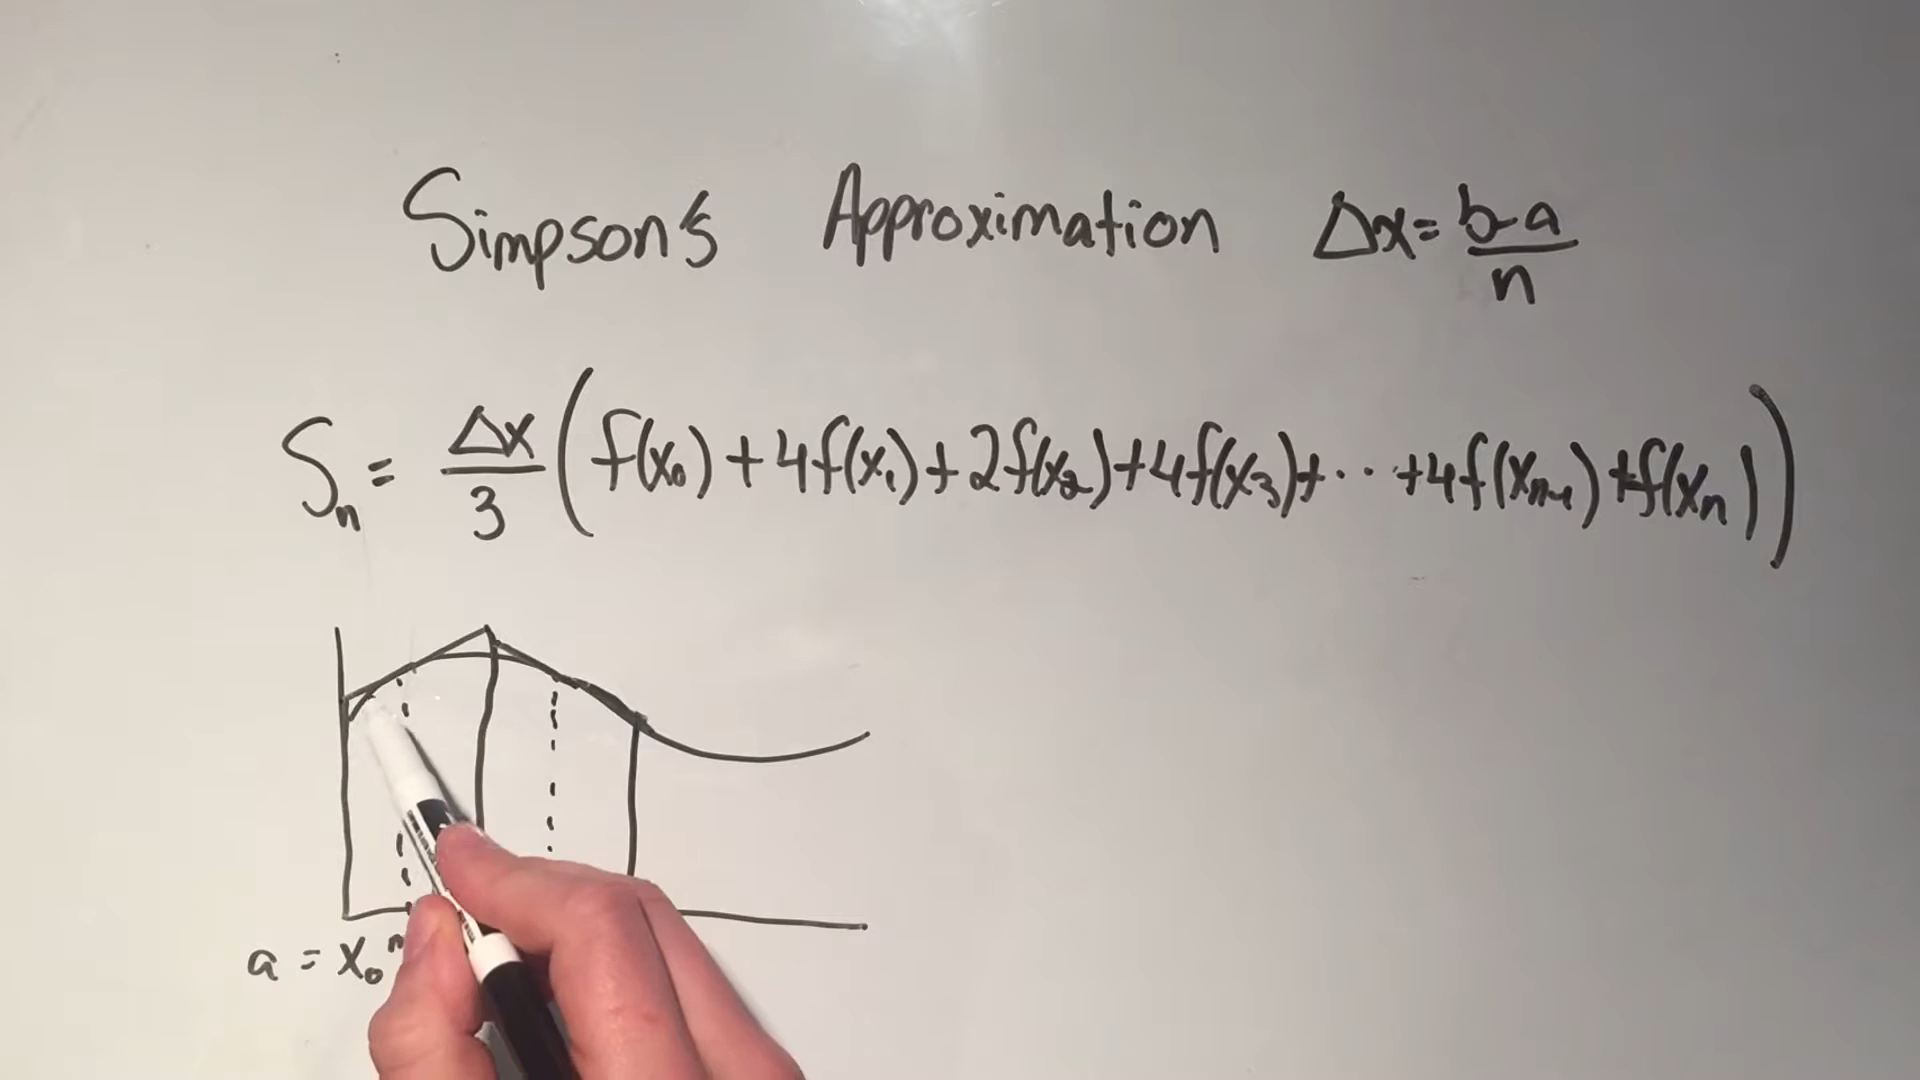 Simpson's Approximation Δx = b-a/n
Sₙ = Δx/3 (f(x₀) + 4f(x₁) + 2f(x₂) + 4f(x₃) + ··· + 4f(xₙ₋₁) + f(xₙ))
a = x₀